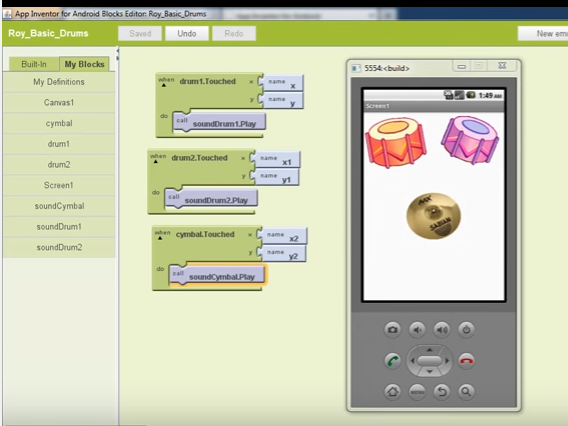 App Inventor for Android Blocks Editor: Roy_Basic_Drums
Roy_Basic_Drums
Saved
Undo
Redo
New em
Built-In
My Blocks
My Definitions
Canvas1
cymbal
drum1
drum2
Screen1
soundCymbal
soundDrum1
soundDrum2
when drum1.Touched x name x
y name y
do call soundDrum1.Play
when drum2.Touched x name x1
y name y1
do call soundDrum2.Play
when cymbal.Touched x name x2
y name y2
do call soundCymbal.Play
5554:<build>
1:49 AM
Screen1
AAX
SABIAN
MENU